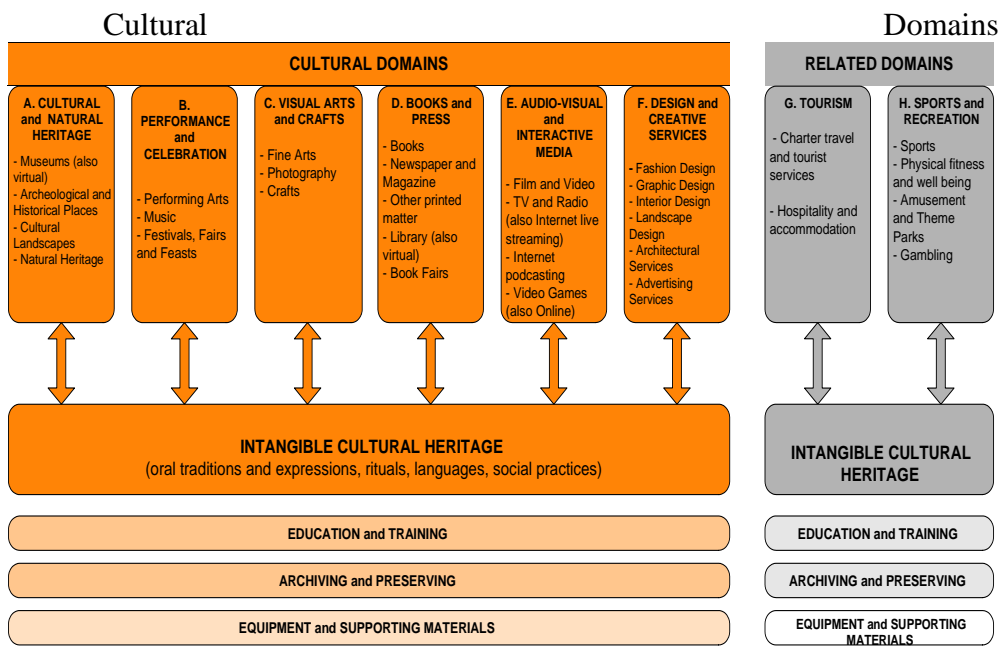 Cultural Domains
CULTURAL DOMAINS
A. CULTURAL
and NATURAL
HERITAGE
- Museums (also
virtual)
- Archeological and
Historical Places
- Cultural
Landscapes
- Natural Heritage
B.
PERFORMANCE
and
CELEBRATION
- Performing Arts
- Music
- Festivals, Fairs
and Feasts
C. VISUAL ARTS
and CRAFTS
- Fine Arts
- Photography
- Crafts
D. BOOKS and
PRESS
- Books
- Newspaper and
Magazine
- Other printed
matter
- Library (also
virtual)
- Book Fairs
E. AUDIO-VISUAL
and
INTERACTIVE
MEDIA
- Film and Video
- TV and Radio
(also Internet live
streaming)
- Internet
podcasting
- Video Games
(also Online)
F. DESIGN and
CREATIVE
SERVICES
- Fashion Design
- Graphic Design
- Interior Design
- Landscape
Design
- Architectural
Services
- Advertising
Services
INTANGIBLE CULTURAL HERITAGE
(oral traditions and expressions, rituals, languages, social practices)
EDUCATION and TRAINING
ARCHIVING and PRESERVING
EQUIPMENT and SUPPORTING MATERIALS
RELATED DOMAINS
G. TOURISM
- Charter travel
and tourist
services
- Hospitality and
accommodation
H. SPORTS and
RECREATION
- Sports
- Physical fitness
and well being
- Amusement
and Theme
Parks
- Gambling
INTANGIBLE CULTURAL
HERITAGE
EDUCATION and TRAINING
ARCHIVING and PRESERVING
EQUIPMENT and SUPPORTING
MATERIALS